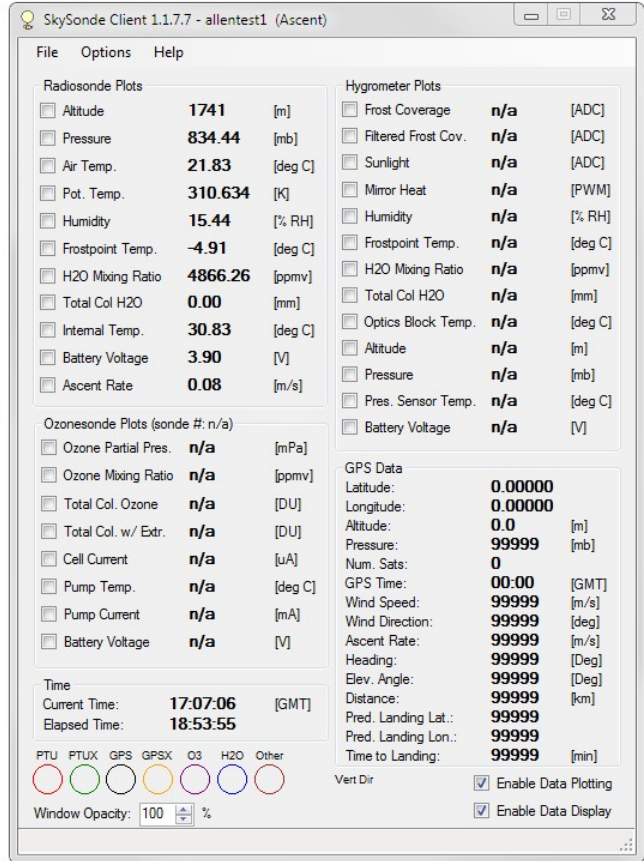 SkySonde Client 1.1.7.7 - allentest1 (Ascent)
File Options Help
Radiosonde Plots
Altitude 1741 [m]
Pressure 834.44 [mb]
Air Temp. 21.83 [deg C]
Pot. Temp. 310.634 [K]
Humidity 15.44 [% RH]
Frostpoint Temp. -4.91 [deg C]
H2O Mixing Ratio 4866.26 [ppmv]
Total Col H2O 0.00 [mm]
Internal Temp. 30.83 [deg C]
Battery Voltage 3.90 [V]
Ascent Rate 0.08 [m/s]
Ozonesonde Plots (sonde #: n/a)
Ozone Partial Pres. n/a [mPa]
Ozone Mixing Ratio n/a [ppmv]
Total Col. Ozone n/a [DU]
Total Col. w/ Extr. n/a [DU]
Cell Current n/a [uA]
Pump Temp. n/a [deg C]
Pump Current n/a [mA]
Battery Voltage n/a [V]
Time
Current Time: 17:07:06 [GMT]
Elapsed Time: 18:53:55
PTU PTUX GPS GPSX O3 H2O Other
Window Opacity: 100 %
Hygrometer Plots
Frost Coverage n/a [ADC]
Filtered Frost Cov. n/a [ADC]
Sunlight n/a [ADC]
Mirror Heat n/a [PWM]
Humidity n/a [% RH]
Frostpoint Temp. n/a [deg C]
H2O Mixing Ratio n/a [ppmv]
Total Col H2O n/a [mm]
Optics Block Temp. n/a [deg C]
Altitude n/a [m]
Pressure n/a [mb]
Pres. Sensor Temp. n/a [deg C]
Battery Voltage n/a [V]
GPS Data
Latitude: 0.00000
Longitude: 0.00000
Altitude: 0.0 [m]
Pressure: 99999 [mb]
Num. Sats: 0
GPS Time: 00:00 [GMT]
Wind Speed: 99999 [m/s]
Wind Direction: 99999 [deg]
Ascent Rate: 99999 [m/s]
Heading: 99999 [Deg]
Elev. Angle: 99999 [Deg]
Distance: 99999 [km]
Pred. Landing Lat.: 99999
Pred. Landing Lon.: 99999
Time to Landing: 99999 [min]
Vert Dir
Enable Data Plotting
Enable Data Display